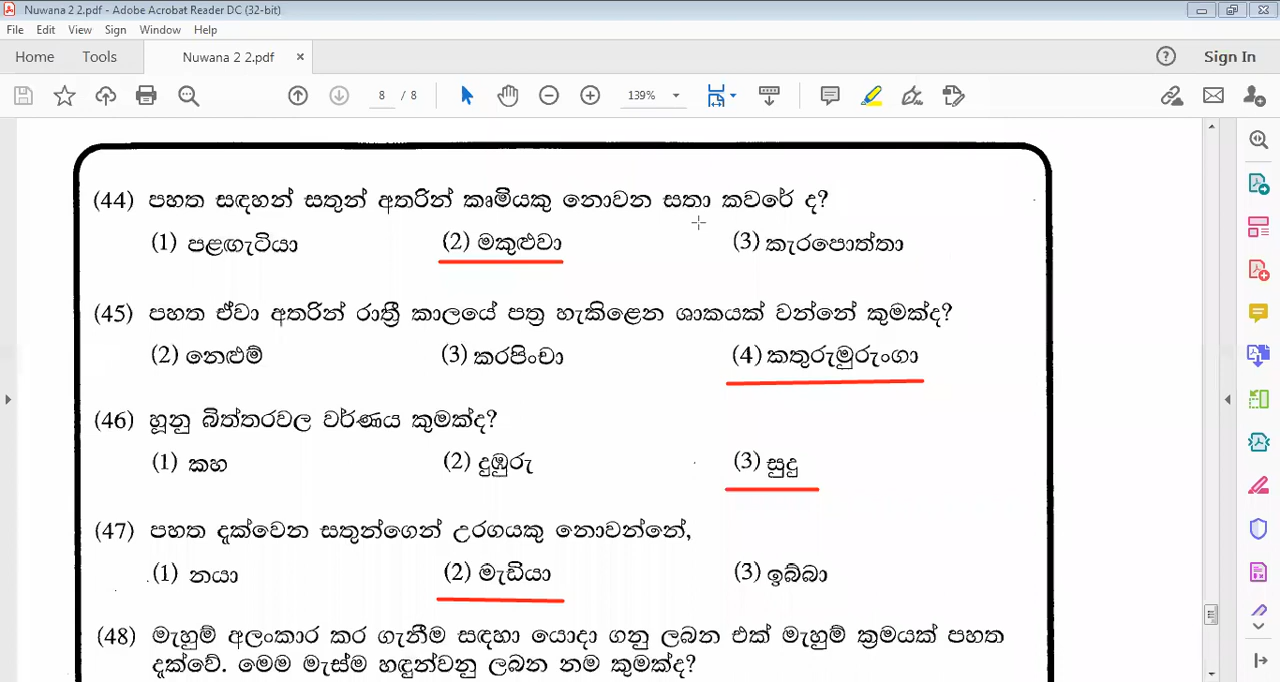 Nuwana 2 2.pdf - Adobe Acrobat Reader DC (32-bit)
File Edit View Sign Window Help
Home Tools Nuwana 2 2.pdf × Sign In
8 / 8 139%
(44) පහත සඳහන් සතුන් අතරින් කෘමියකු නොවන සතා කවරේ ද?
(1) පළඟැටියා (2) මකුළුවා (3) කැරපොත්තා
(45) පහත ඒවා අතරින් රාත්‍රී කාලයේ පත්‍ර හැකිළෙන ශාකයක් වන්නේ කුමක්ද?
(2) නෙළුම් (3) කරපිංචා (4) කතුරුමුරුංගා
(46) හූනු බිත්තරවල වර්ණය කුමක්ද?
(1) කහ (2) දුඹුරු (3) සුදු
(47) පහත දැක්වෙන සතුන්ගෙන් උරගයකු නොවන්නේ,
(1) නයා (2) මැඩියා (3) ඉබ්බා
(48) මැහුම් අලංකාර කර ගැනීම සඳහා යොදා ගනු ලබන එක් මැහුම් ක්‍රමයක් පහත
දැක්වේ. මෙම මැස්ම හඳුන්වනු ලබන නම කුමක්ද?